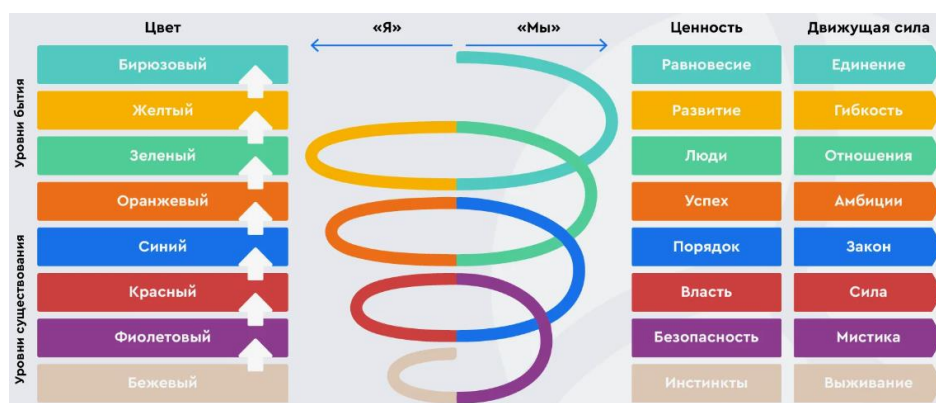 Цвет «Я» «Мы» Ценность Движущая сила
Уровни бытия
Бирюзовый Равновесие Единение
Желтый Развитие Гибкость
Зеленый Люди Отношения
Оранжевый Успех Амбиции
Уровни существования
Синий Порядок Закон
Красный Власть Сила
Фиолетовый Безопасность Мистика
Бежевый Инстинкты Выживание